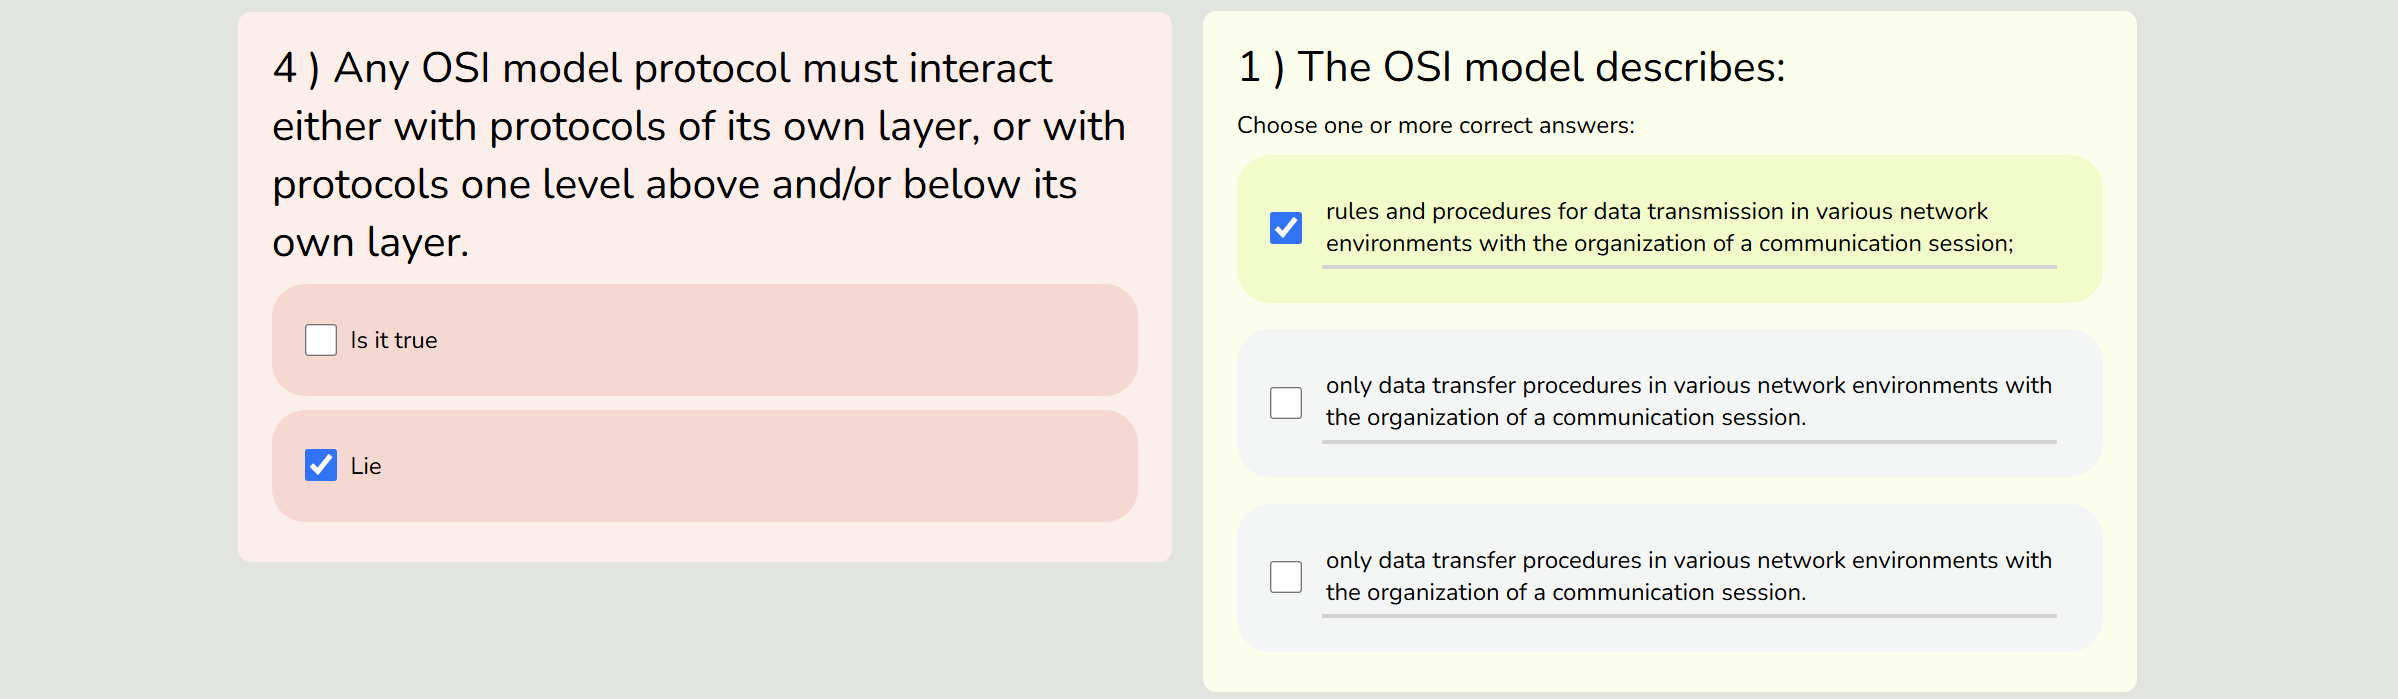 4 ) Any OSI model protocol must interact
either with protocols of its own layer, or with
protocols one level above and/or below its
own layer.
Is it true
Lie
1 ) The OSI model describes:
Choose one or more correct answers:
rules and procedures for data transmission in various network
environments with the organization of a communication session;
only data transfer procedures in various network environments with
the organization of a communication session.
only data transfer procedures in various network environments with
the organization of a communication session.